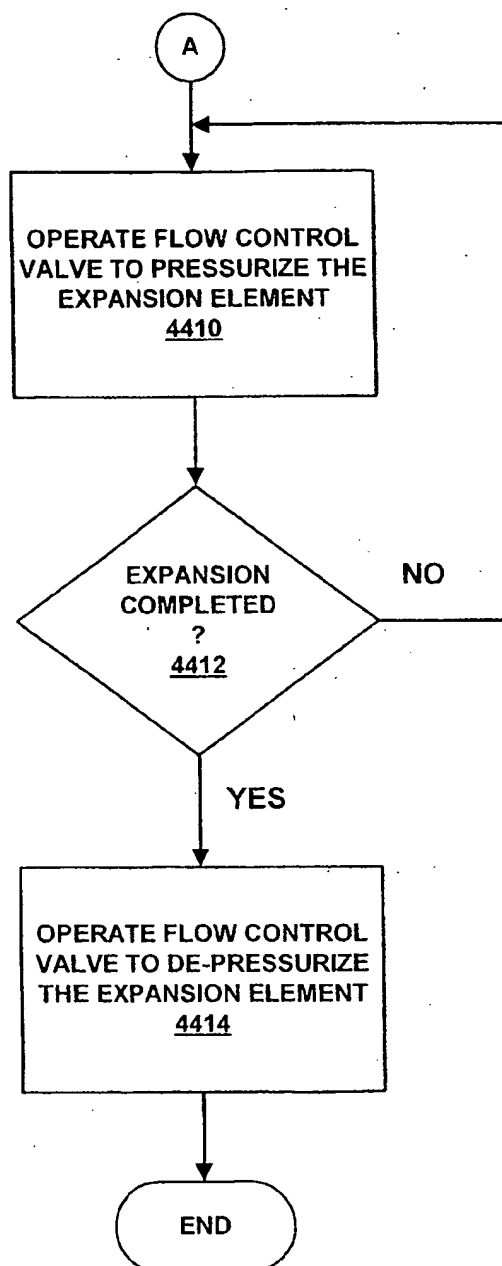 A
OPERATE FLOW CONTROL
VALVE TO PRESSURIZE THE
EXPANSION ELEMENT
4410
EXPANSION
COMPLETED
?
4412
NO
YES
OPERATE FLOW CONTROL
VALVE TO DE-PRESSURIZE
THE EXPANSION ELEMENT
4414
END